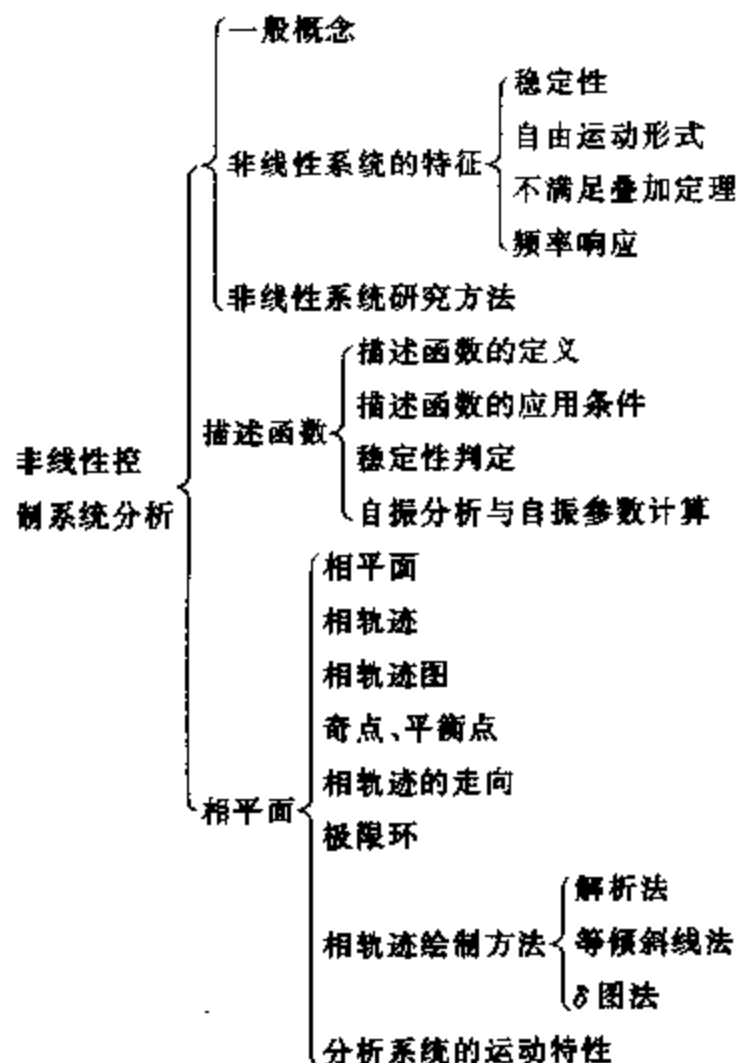 一般概念
非线性系统的特征
稳定性
自由运动形式
不满足叠加定理
频率响应
非线性系统研究方法
非线性控
制系统分析
描述函数
描述函数的定义
描述函数的应用条件
稳定性判定
自振分析与自振参数计算
相平面
相平面
相轨迹
相轨迹图
奇点、平衡点
相轨迹的走向
极限环
相轨迹绘制方法
解析法
等倾斜线法
δ图法
分析系统的运动特性